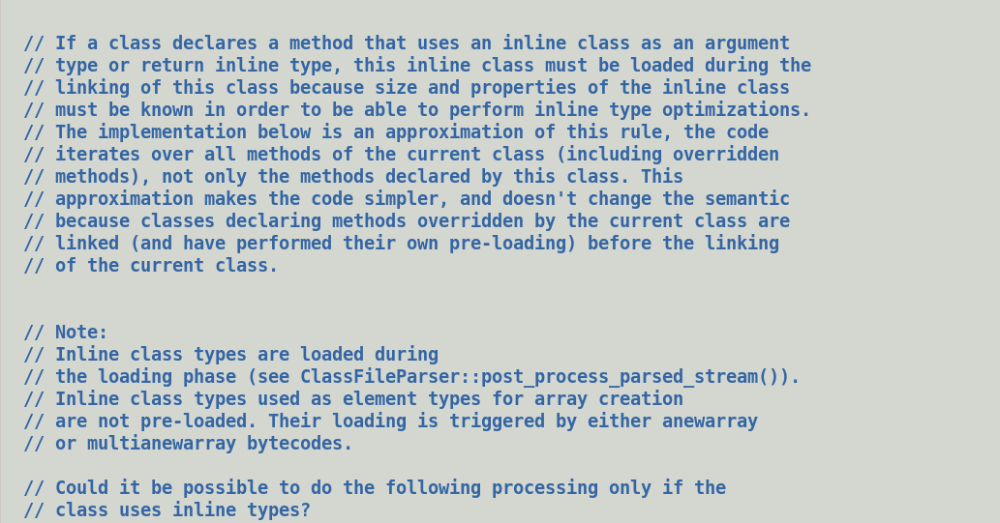 // If a class declares a method that uses an inline class as an argument
// type or return inline type, this inline class must be loaded during the
// linking of this class because size and properties of the inline class
// must be known in order to be able to perform inline type optimizations.
// The implementation below is an approximation of this rule, the code
// iterates over all methods of the current class (including overridden
// methods), not only the methods declared by this class. This
// approximation makes the code simpler, and doesn't change the semantic
// because classes declaring methods overridden by the current class are
// linked (and have performed their own pre-loading) before the linking
// of the current class.
// Note:
// Inline class types are loaded during
// the loading phase (see ClassFileParser::post_process_parsed_stream()).
// Inline class types used as element types for array creation
// are not pre-loaded. Their loading is triggered by either anewarray
// or multianewarray bytecodes.
// Could it be possible to do the following processing only if the
// class uses inline types?